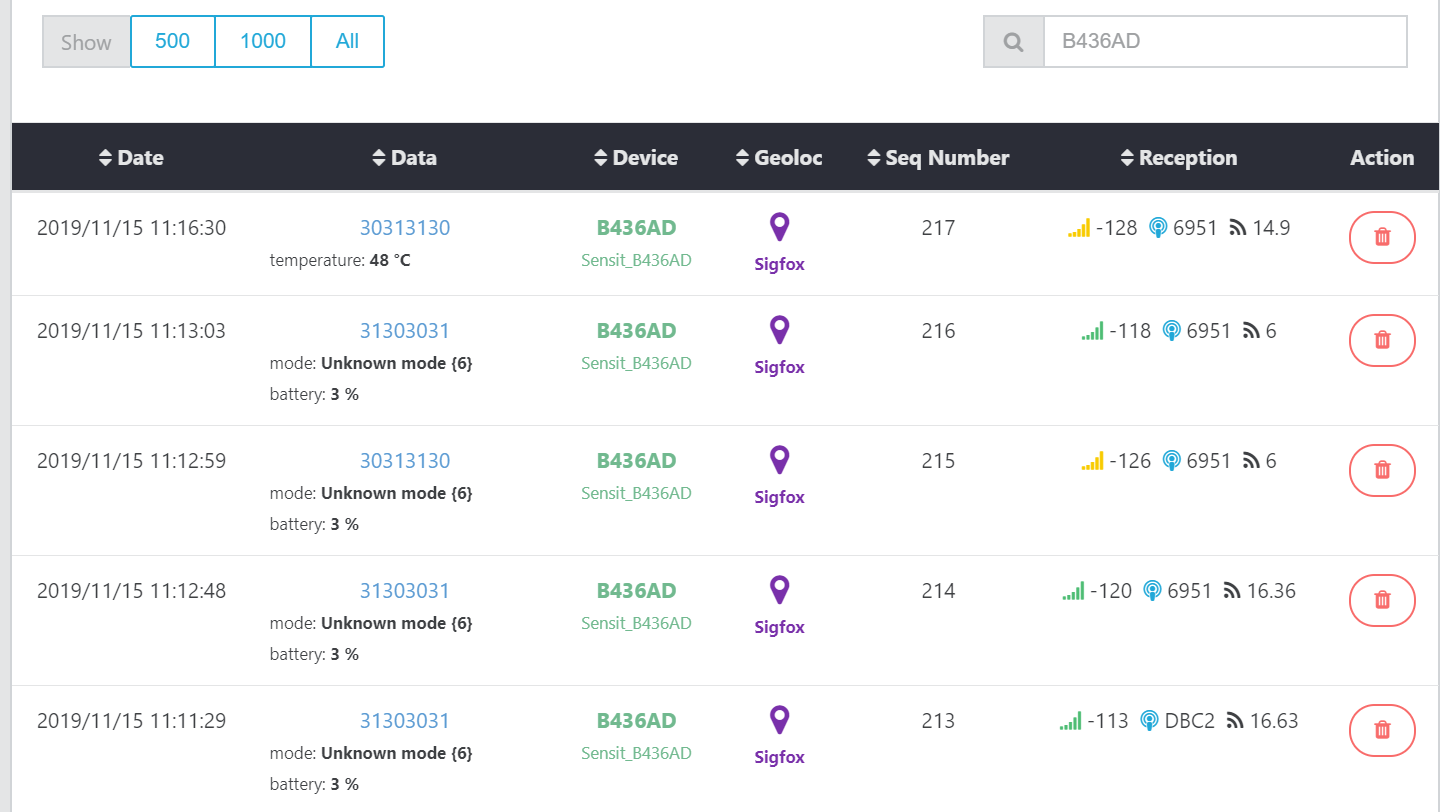 Show 500 1000 All B436AD
Date Data Device Geoloc Seq Number Reception Action
2019/11/15 11:16:30 30313130 B436AD 217 -128 6951 14.9
temperature: 48 °C Sensit_B436AD Sigfox
2019/11/15 11:13:03 31303031 B436AD 216 -118 6951 6
mode: Unknown mode {6} Sensit_B436AD Sigfox
battery: 3 %
2019/11/15 11:12:59 30313130 B436AD 215 -126 6951 6
mode: Unknown mode {6} Sensit_B436AD Sigfox
battery: 3 %
2019/11/15 11:12:48 31303031 B436AD 214 -120 6951 16.36
mode: Unknown mode {6} Sensit_B436AD Sigfox
battery: 3 %
2019/11/15 11:11:29 31303031 B436AD 213 -113 DBC2 16.63
mode: Unknown mode {6} Sensit_B436AD Sigfox
battery: 3 %